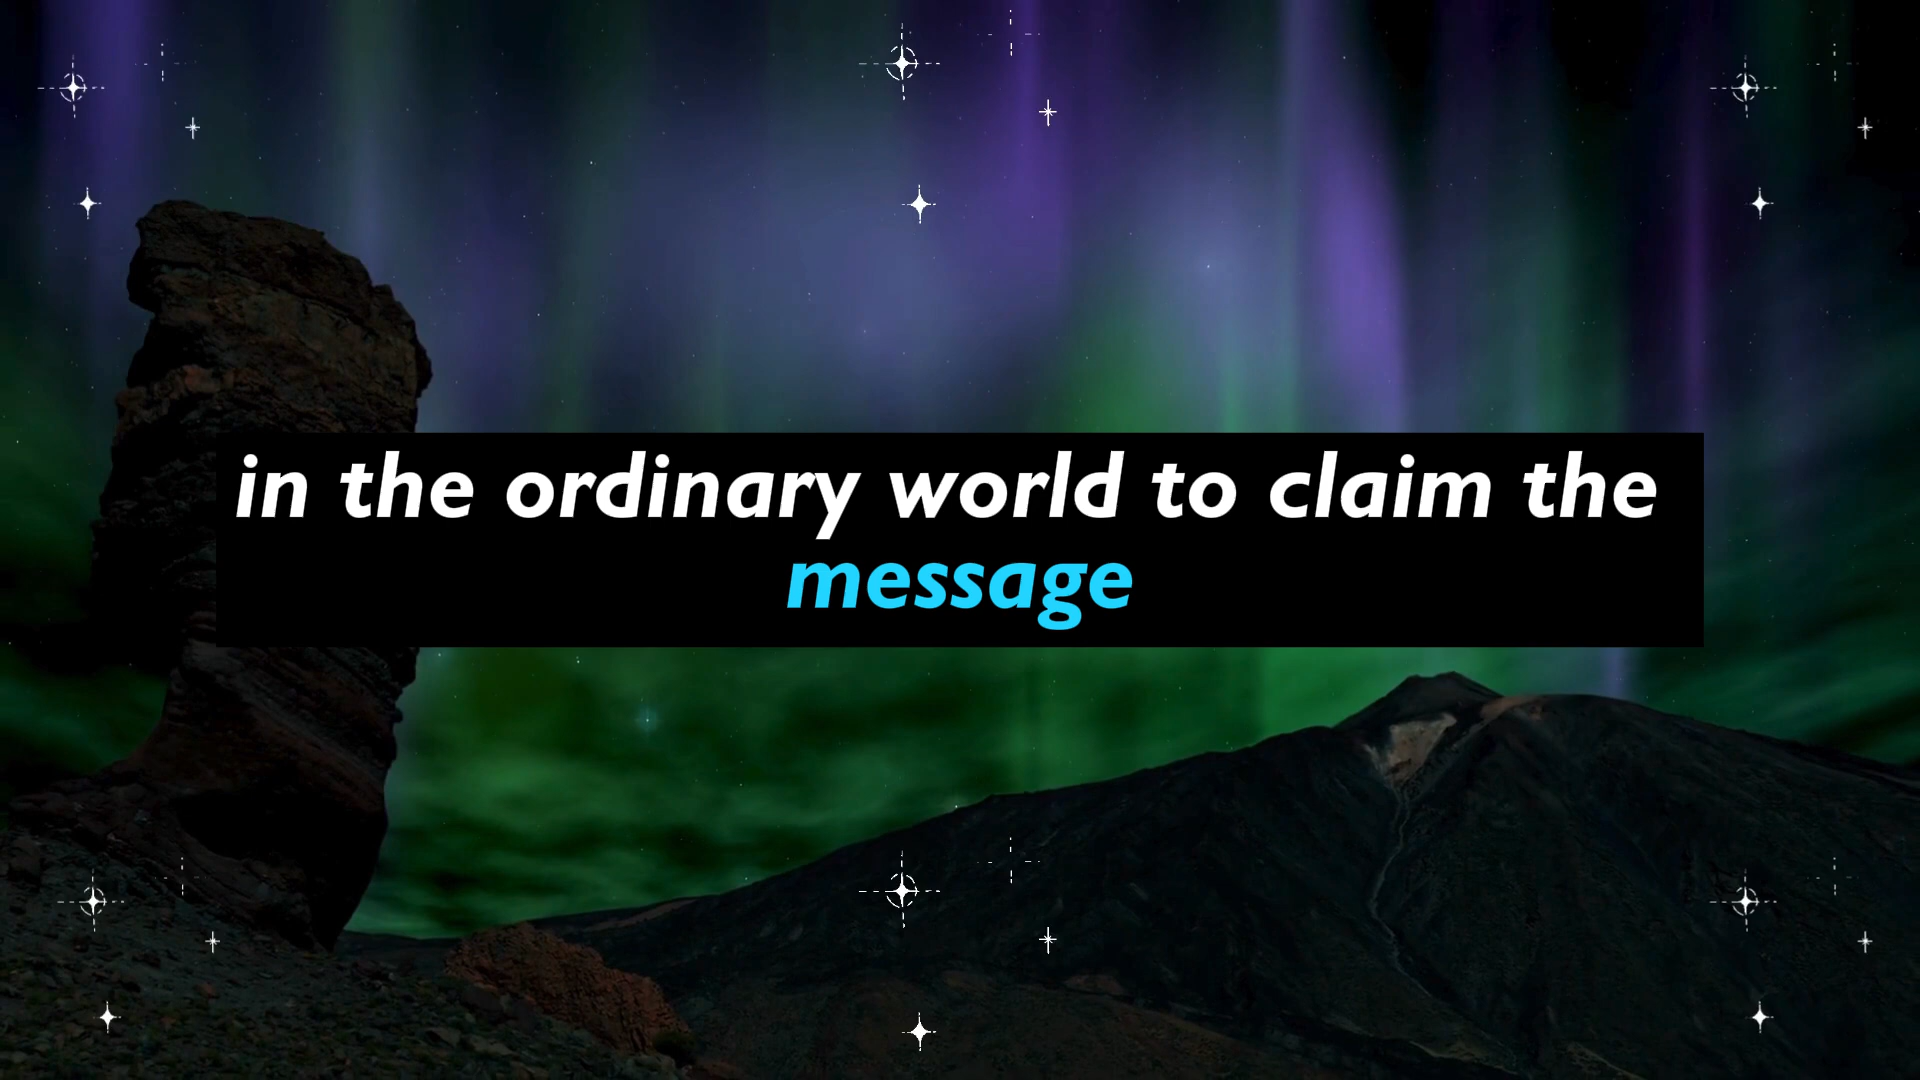 in the ordinary world to claim the
message